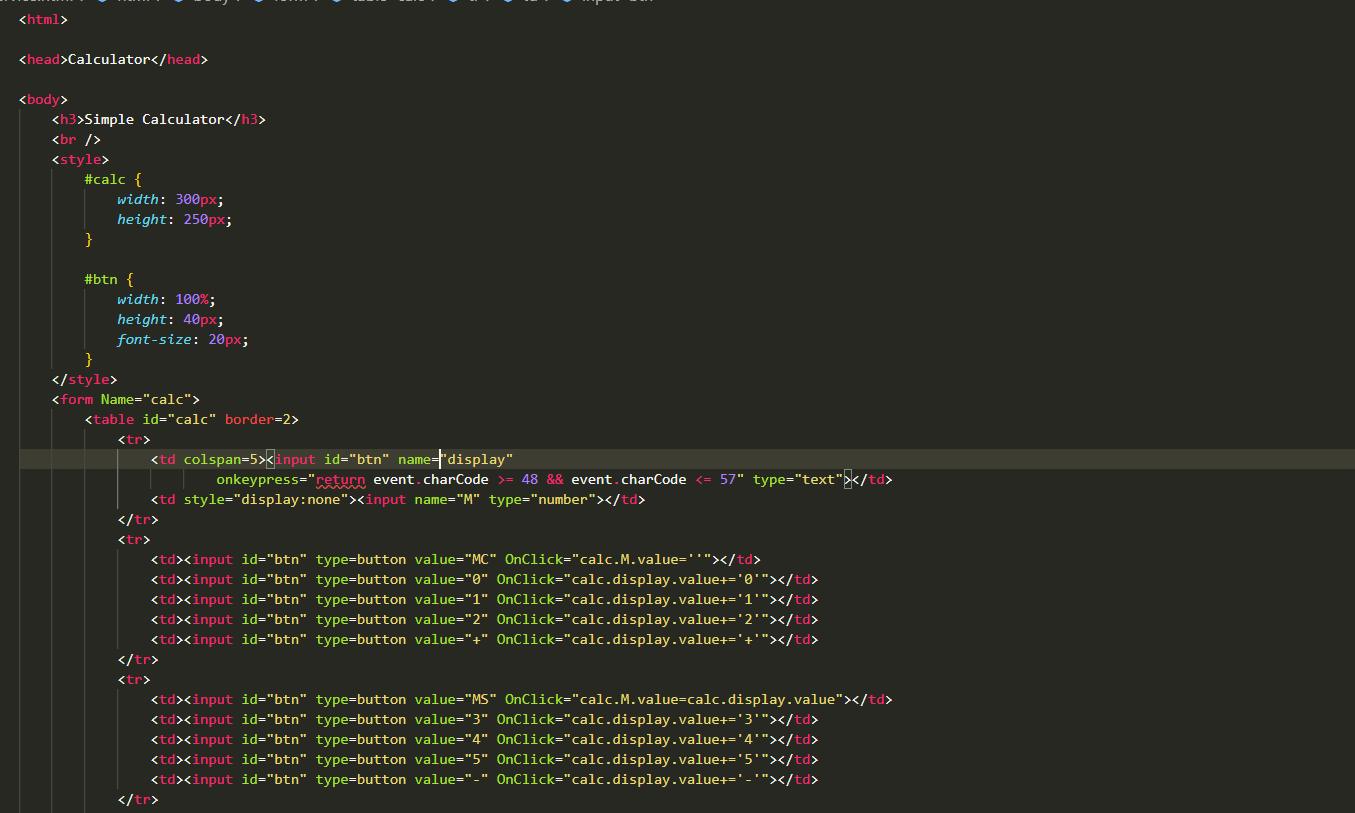 <html>
<head>Calculator</head>
<body>
<h3>Simple Calculator</h3>
<br />
<style>
#calc {
width: 300px;
height: 250px;
}
#btn {
width: 100%;
height: 40px;
font-size: 20px;
}
</style>
<form Name="calc">
<table id="calc" border=2>
<tr>
<td colspan=5><input id="btn" name="display"
onkeypress="return event.charCode >= 48 && event.charCode <= 57" type="text"></td>
<td style="display:none"><input name="M" type="number"></td>
</tr>
<tr>
<td><input id="btn" type=button value="MC" OnClick="calc.M.value=''"></td>
<td><input id="btn" type=button value="0" OnClick="calc.display.value+='0'"></td>
<td><input id="btn" type=button value="1" OnClick="calc.display.value+='1'"></td>
<td><input id="btn" type=button value="2" OnClick="calc.display.value+='2'"></td>
<td><input id="btn" type=button value="+" OnClick="calc.display.value+='+'"></td>
</tr>
<tr>
<td><input id="btn" type=button value="MS" OnClick="calc.M.value=calc.display.value"></td>
<td><input id="btn" type=button value="3" OnClick="calc.display.value+='3'"></td>
<td><input id="btn" type=button value="4" OnClick="calc.display.value+='4'"></td>
<td><input id="btn" type=button value="5" OnClick="calc.display.value+='5'"></td>
<td><input id="btn" type=button value="-" OnClick="calc.display.value+='-'"></td>
</tr>